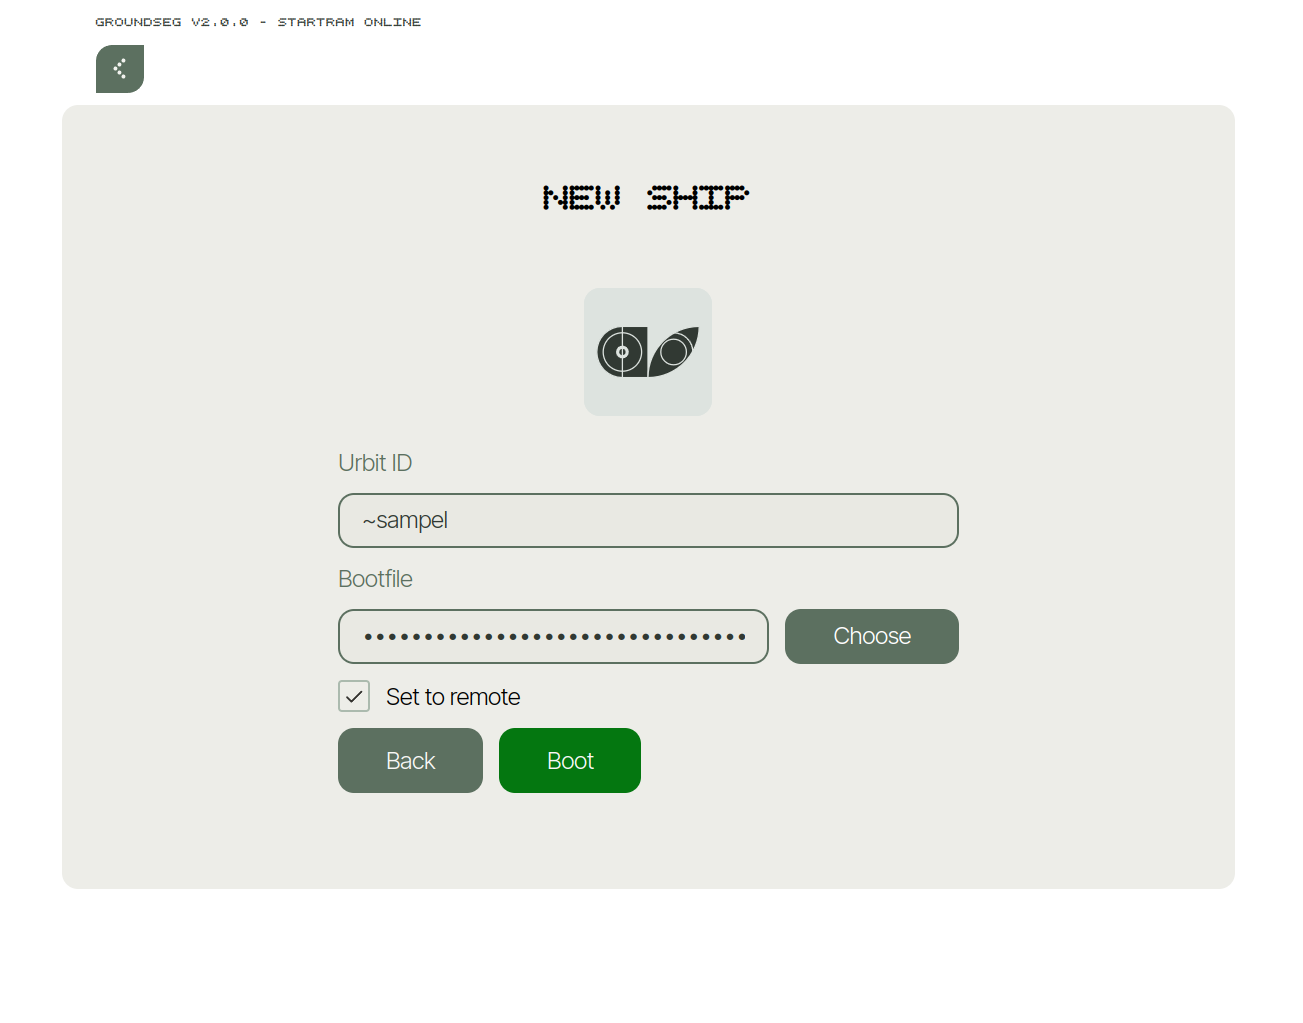 GROUNDSEG V2.0.0 - STARTRAM ONLINE
NEW SHIP
Urbit ID
~sampel
Bootfile
••••••••••••••••••••••••••••••••
Choose
Set to remote
Back
Boot